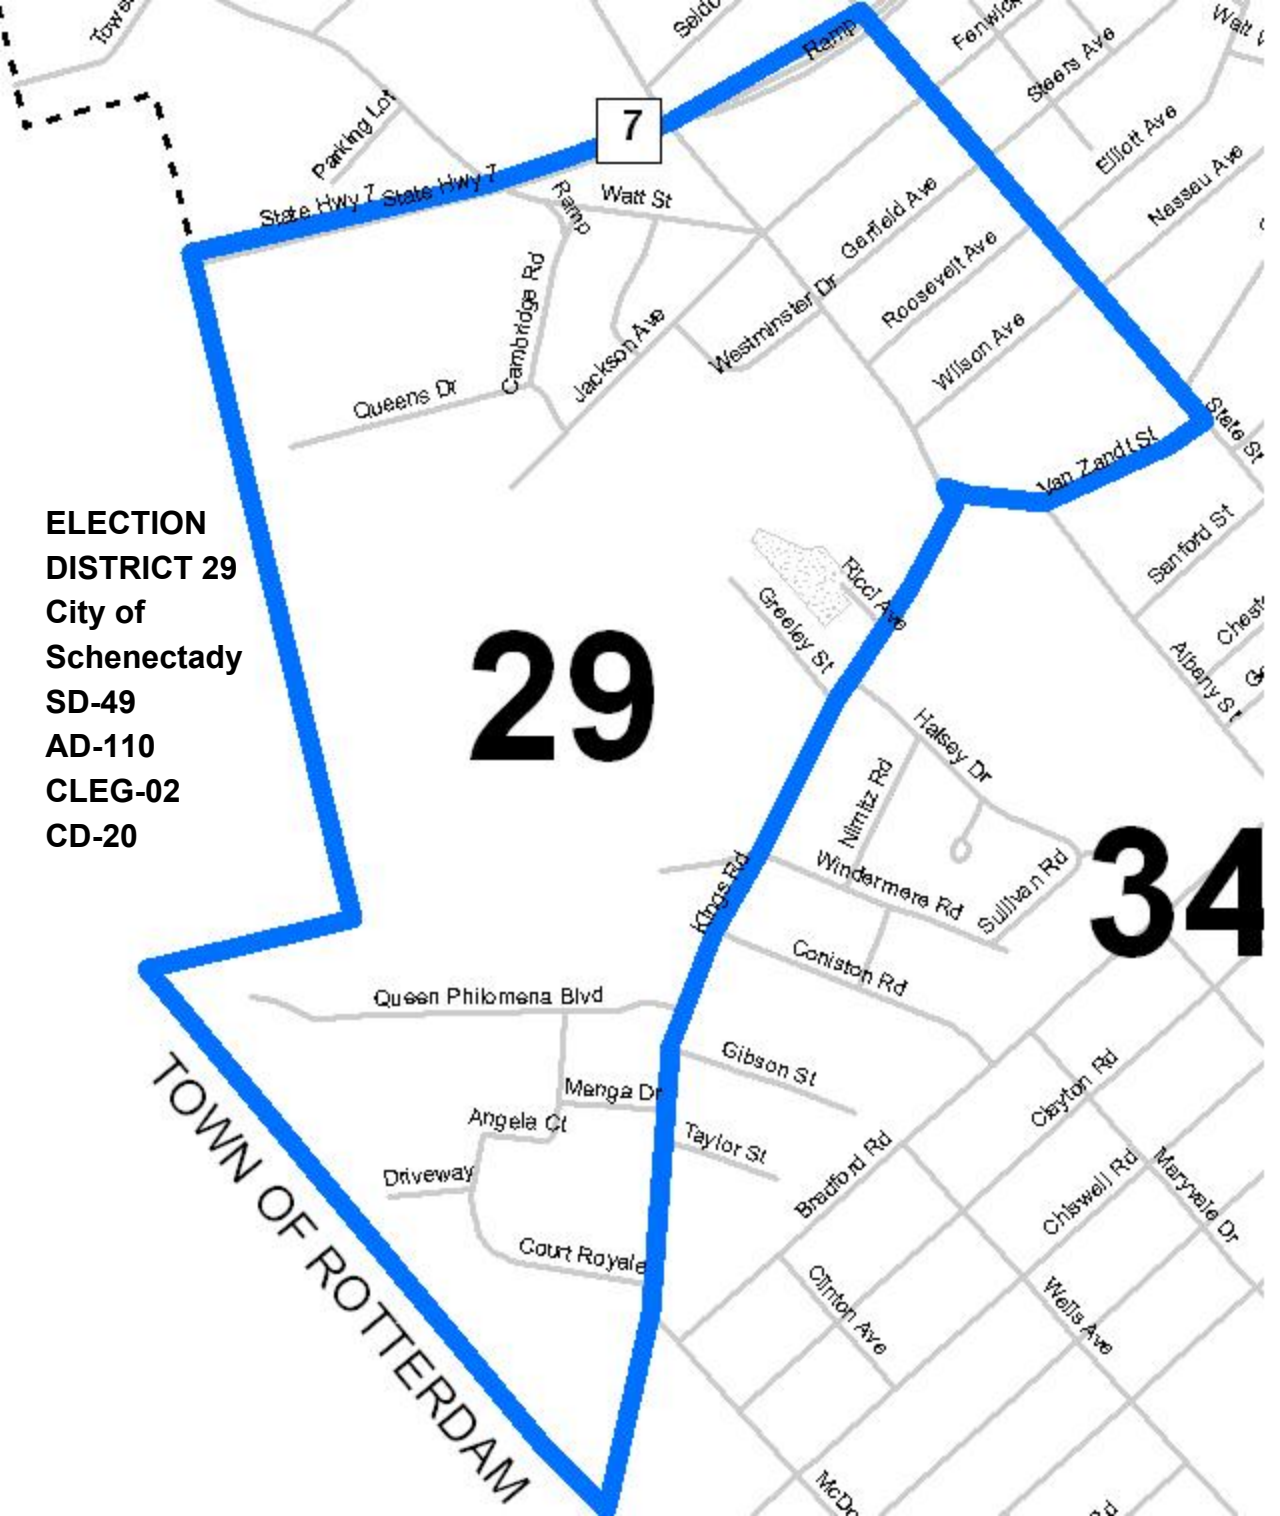 Seldo
Ramp
Fenwick
Steers Ave
Parking Lot
7
Elliott Ave
Nassau Ave
State Hwy 7
State Hwy 7
Ramp
Watt St
Garfield Ave
Roosevelt Ave
Cambridge Rd
Westminster Dr
Jackson Ave
Wilson Ave
Queens Dr
State St
Van Zandt St
ELECTION
DISTRICT 29
City of
Schenectady
SD-49
AD-110
CLEG-02
CD-20
Sanford St
Ricci Ave
Greeley St
Chest
Albany St
29
Halsey Dr
Nimitz Rd
34
Windermere Rd
Sullivan Rd
Kings Rd
Coniston Rd
Queen Philomena Blvd
Gibson St
Menga Dr
Angela Ct
Taylor St
Driveway
Clayton Rd
Bradford Rd
Chiswell Rd
Maryvale Dr
Court Royale
Clinton Ave
Wells Ave
TOWN OF ROTTERDAM
McDo
Rd